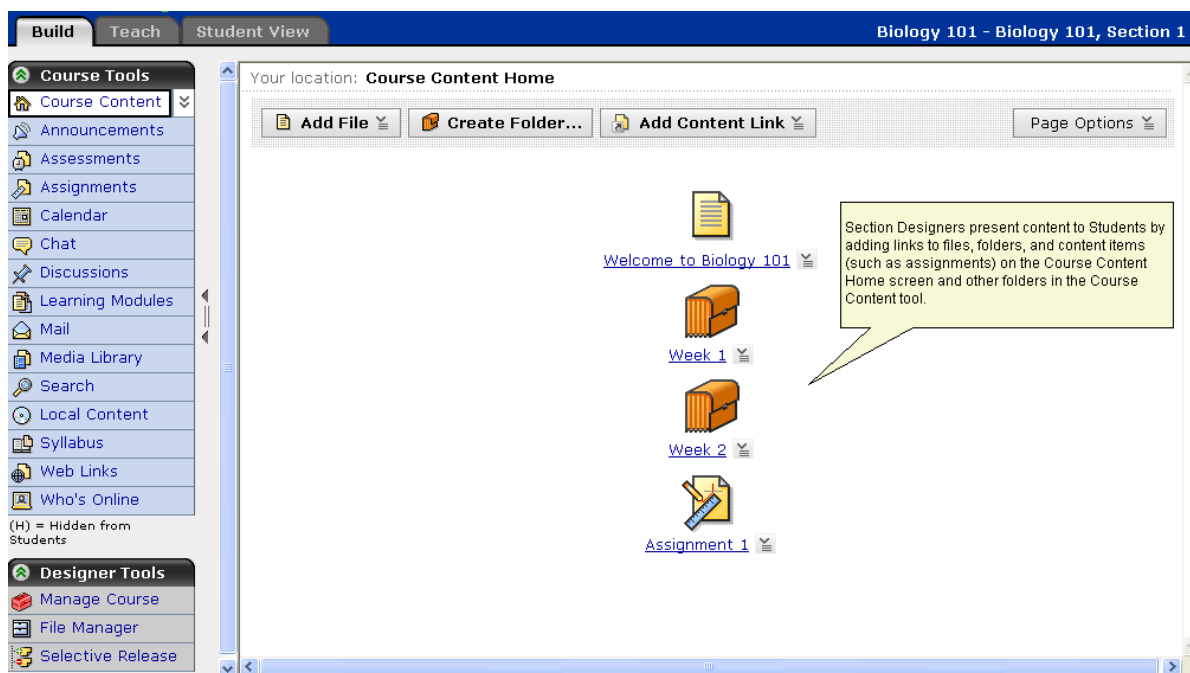 Build Teach Student View Biology 101 - Biology 101, Section 1
Course Tools
Course Content
Announcements
Assessments
Assignments
Calendar
Chat
Discussions
Learning Modules
Mail
Media Library
Search
Local Content
Syllabus
Web Links
Who's Online
(H) = Hidden from
Students
Designer Tools
Manage Course
File Manager
Selective Release
Your location: Course Content Home
Add File Create Folder... Add Content Link Page Options
Welcome to Biology 101
Week 1
Week 2
Assignment 1
Section Designers present content to Students by
adding links to files, folders, and content items
(such as assignments) on the Course Content
Home screen and other folders in the Course
Content tool.